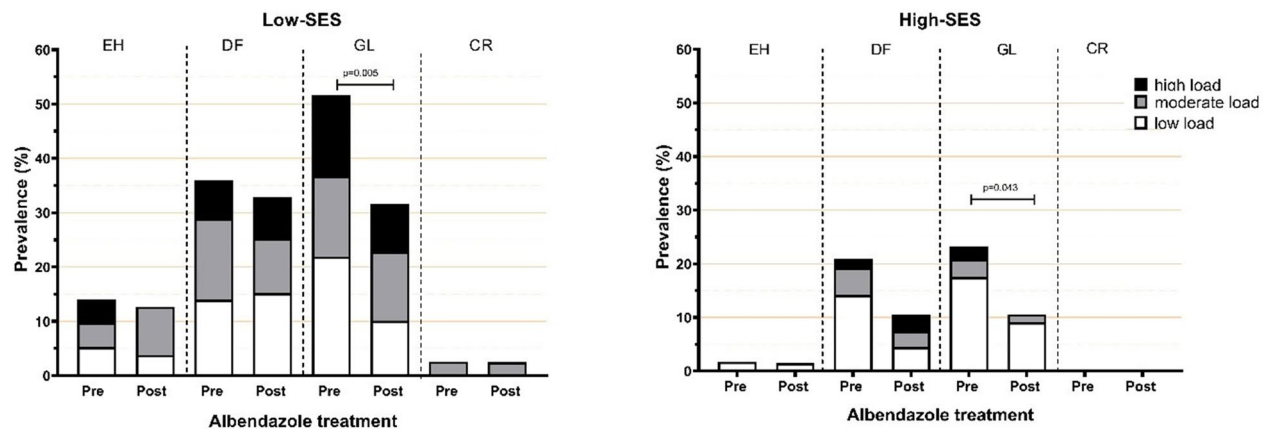 Low-SES
EH DF GL CR
p=0.005
60
50
40
30
20
10
0
Prevalence (%)
Pre Post Pre Post Pre Post Pre Post
Albendazole treatment
High-SES
EH DF GL CR
high load
moderate load
low load
p=0.043
60
50
40
30
20
10
0
Prevalence (%)
Pre Post Pre Post Pre Post Pre Post
Albendazole treatment